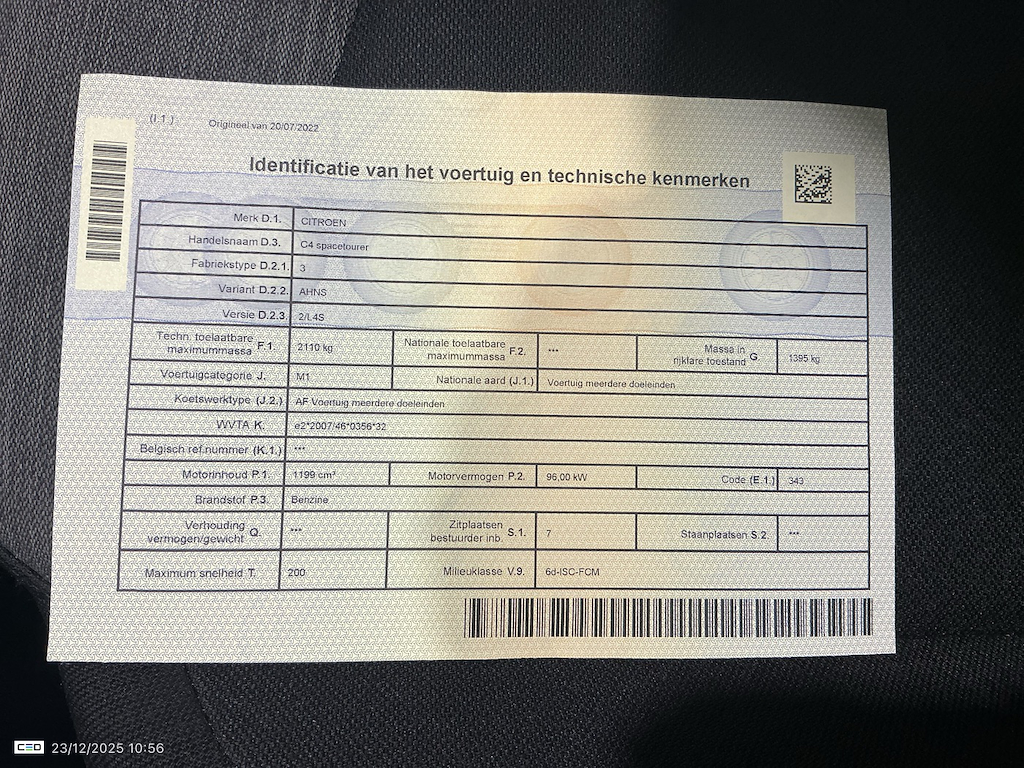 (I.1) Origineel van 20/07/2022
Identificatie van het voertuig en technische kenmerken
Merk D.1. CITROEN
Handelsnaam D.3. C4 spacetourer
Fabriekstype D.2.1. 3
Variant D.2.2. AHNS
Versie D.2.3. 2/L4S
Techn. toelaatbare maximummassa F.1. 2110 kg Nationale toelaatbare maximummassa F.2. *** Massa in rijklare toestand G. 1395 kg
Voertuigcategorie J. M1 Nationale aard (J.1.) Voertuig meerdere doeleinden
Koetswerktype (J.2.) AF Voertuig meerdere doeleinden
WVTA K. e2*2007/46*0356*32
Belgisch ref.nummer (K.1.) ***
Motorinhoud P.1. 1199 cm³ Motorvermogen P.2. 96,00 kW Code (E.1.) 343
Brandstof P.3. Benzine
Verhouding vermogen/gewicht Q. *** Zitplaatsen bestuurder inb. S.1. 7 Staanplaatsen S.2. ***
Maximum snelheid T. 200 Milieuklasse V.9. 6d-ISC-FCM
CEO 23/12/2025 10:56